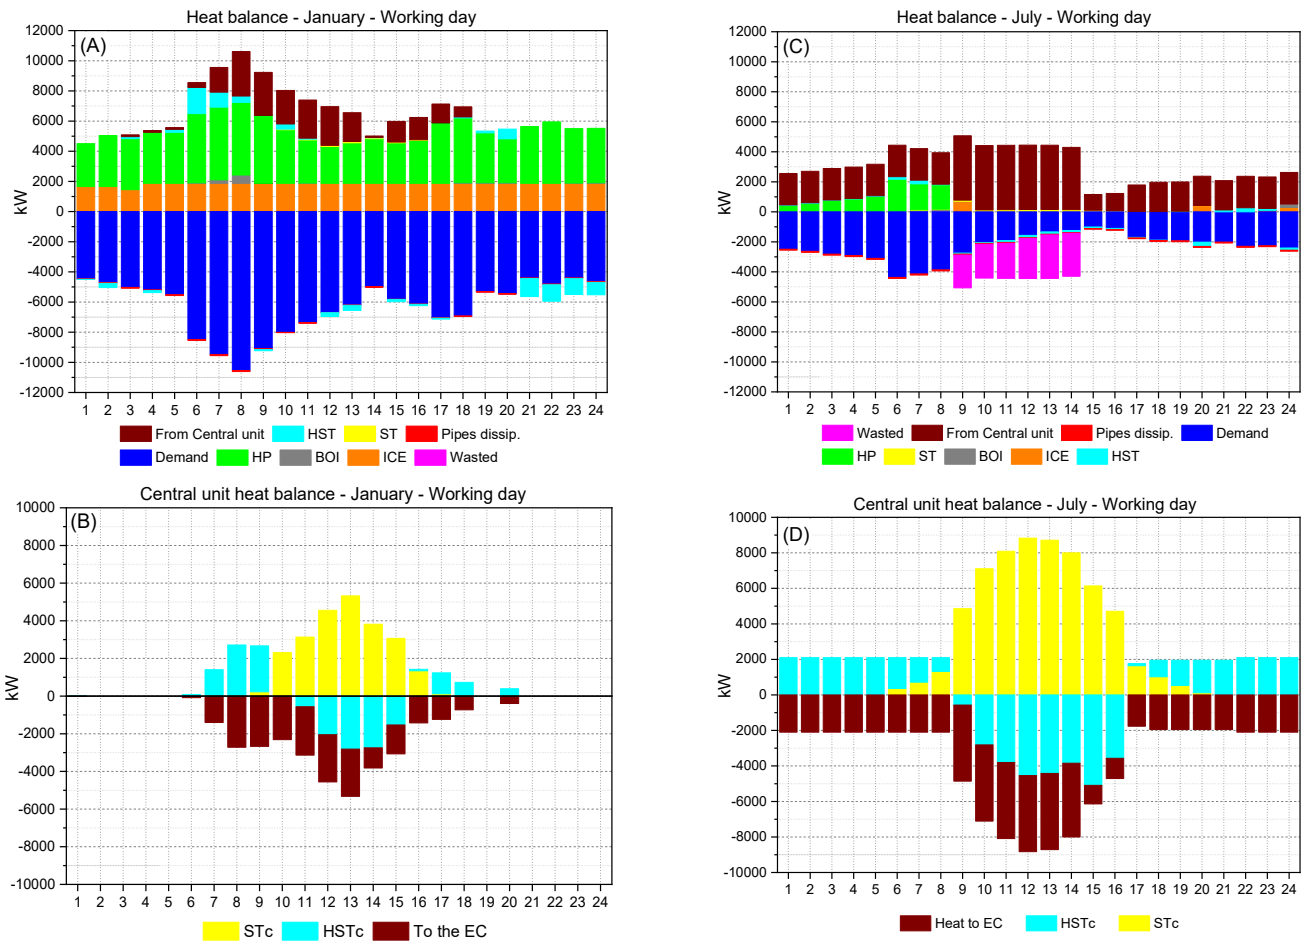 Heat balance - January - Working day
(A)
12000
10000
8000
6000
4000
2000
0
-2000
-4000
-6000
-8000
-10000
-12000
kW
1 2 3 4 5 6 7 8 9 10 11 12 13 14 15 16 17 18 19 20 21 22 23 24
From Central unit HST ST Pipes dissip.
Demand HP BOI ICE Wasted
Heat balance - July - Working day
(C)
12000
10000
8000
6000
4000
2000
0
-2000
-4000
-6000
-8000
-10000
-12000
kW
1 2 3 4 5 6 7 8 9 10 11 12 13 14 15 16 17 18 19 20 21 22 23 24
Wasted From Central unit Pipes dissip. Demand
HP ST BOI ICE HST
Central unit heat balance - January - Working day
(B)
10000
8000
6000
4000
2000
0
-2000
-4000
-6000
-8000
-10000
kW
1 2 3 4 5 6 7 8 9 10 11 12 13 14 15 16 17 18 19 20 21 22 23 24
STc HSTc To the EC
Central unit heat balance - July - Working day
(D)
10000
8000
6000
4000
2000
0
-2000
-4000
-6000
-8000
-10000
kW
1 2 3 4 5 6 7 8 9 10 11 12 13 14 15 16 17 18 19 20 21 22 23 24
Heat to EC HSTc STc